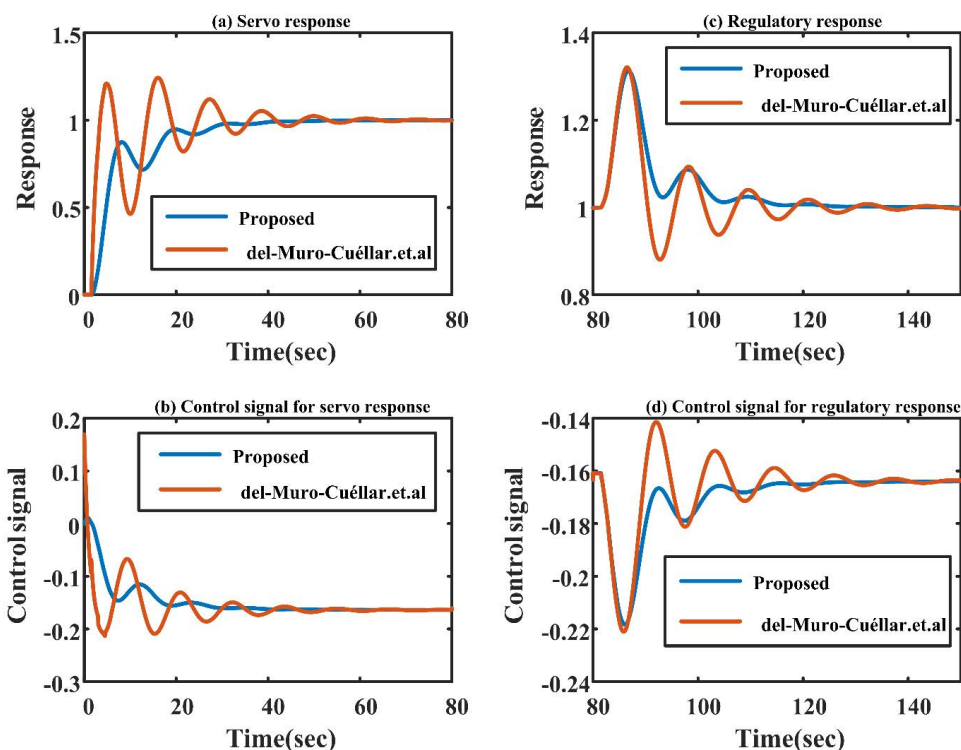 (a) Servo response
1.5
1
0.5
0
Response
Proposed
del-Muro-Cuéllar.et.al
0
20
40
60
80
Time(sec)
(c) Regulatory response
1.4
1.2
1
0.8
Response
Proposed
del-Muro-Cuéllar.et.al
80
100
120
140
Time(sec)
(b) Control signal for servo response
0.2
0.1
0
-0.1
-0.2
-0.3
Control signal
Proposed
del-Muro-Cuéllar.et.al
0
20
40
60
80
Time(sec)
(d) Control signal for regulatory response
-0.14
-0.16
-0.18
-0.2
-0.22
-0.24
Control signal
Proposed
del-Muro-Cuéllar.et.al
80
100
120
140
Time(sec)